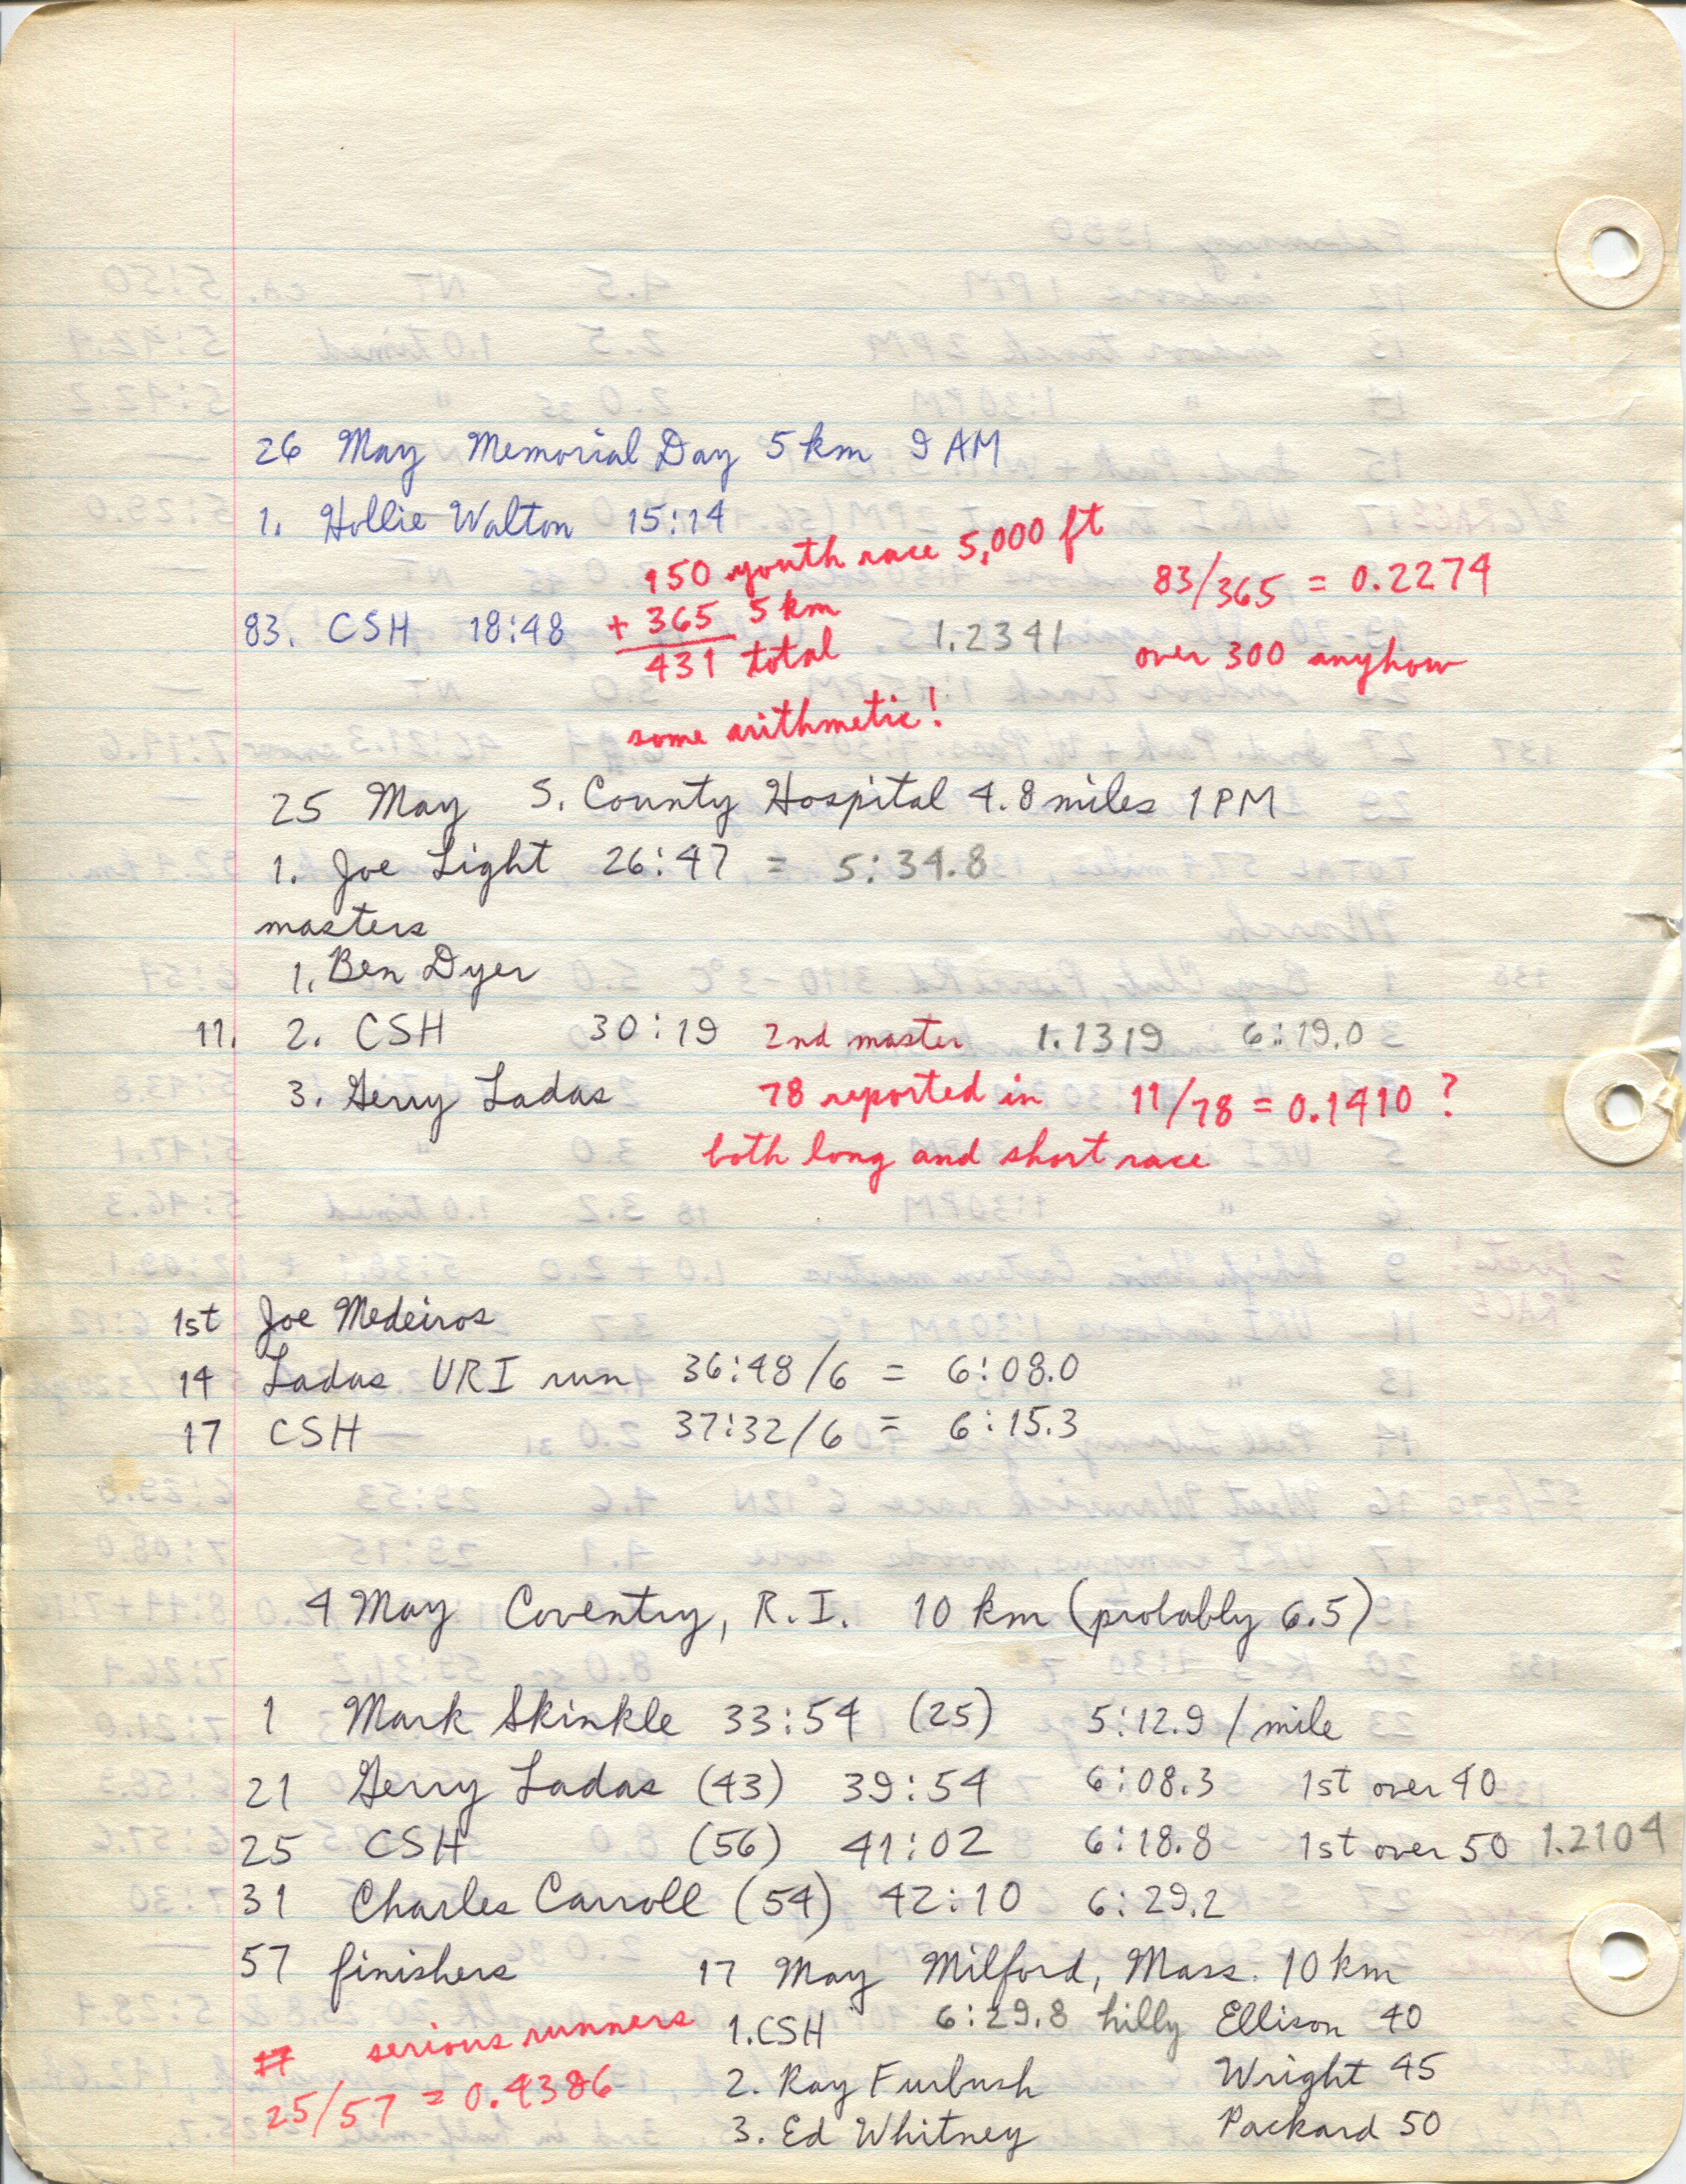 26 May Memorial Day 5 km 9 AM
1. Hollie Walton 15:14
150 youth race 5,000 ft
83/365 = 0.2274
83. CSH 18:48 + 365 5 km 1.2341
431 total
over 300 anyhow
some arithmetic!
25 May S. County Hospital 4.8 miles 1 PM
1. Joe Light 26:47 = 5:34.8
masters
1. Ben Dyer
11. 2. CSH 30:19 2nd master 1.1319 6:19.0
3. Gerry Ladas 78 reported in 11/78 = 0.1410 ?
both long and short race
1st Joe Medeiros
14 Ladas URI run 36:48/6 = 6:08.0
17 CSH — 37:32/6 = 6:15.3
4 May Coventry, R.I. 10 km (probably 6.5)
1 Mark Skinkle 33:54 (25) 5:12.9 / mile
21 Gerry Ladas (43) 39:54 6:08.3 1st over 40
25 CSH (56) 41:02 6:18.8 1st over 50 1.2104
31 Charles Carroll (54) 42:10 6:29.2
57 finishers 17 May Milford, Mass. 10 km
serious runners 1. CSH 6:29.8 hilly Ellison 40
25/57 = 0.4386 2. Ray Furbush Wright 45
3. Ed Whitney Packard 50